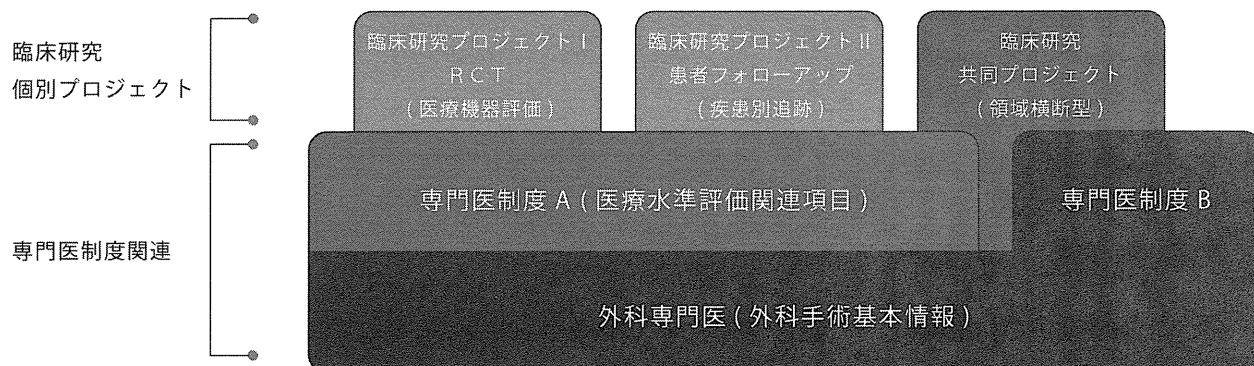 臨床研究
個別プロジェクト
臨床研究プロジェクト I
RCT
(医療機器評価)
臨床研究プロジェクト II
患者フォローアップ
(疾患別追跡)
臨床研究
共同プロジェクト
(領域横断型)
専門医制度関連
専門医制度 A (医療水準評価関連項目)
専門医制度 B
外科専門医 (外科手術基本情報)